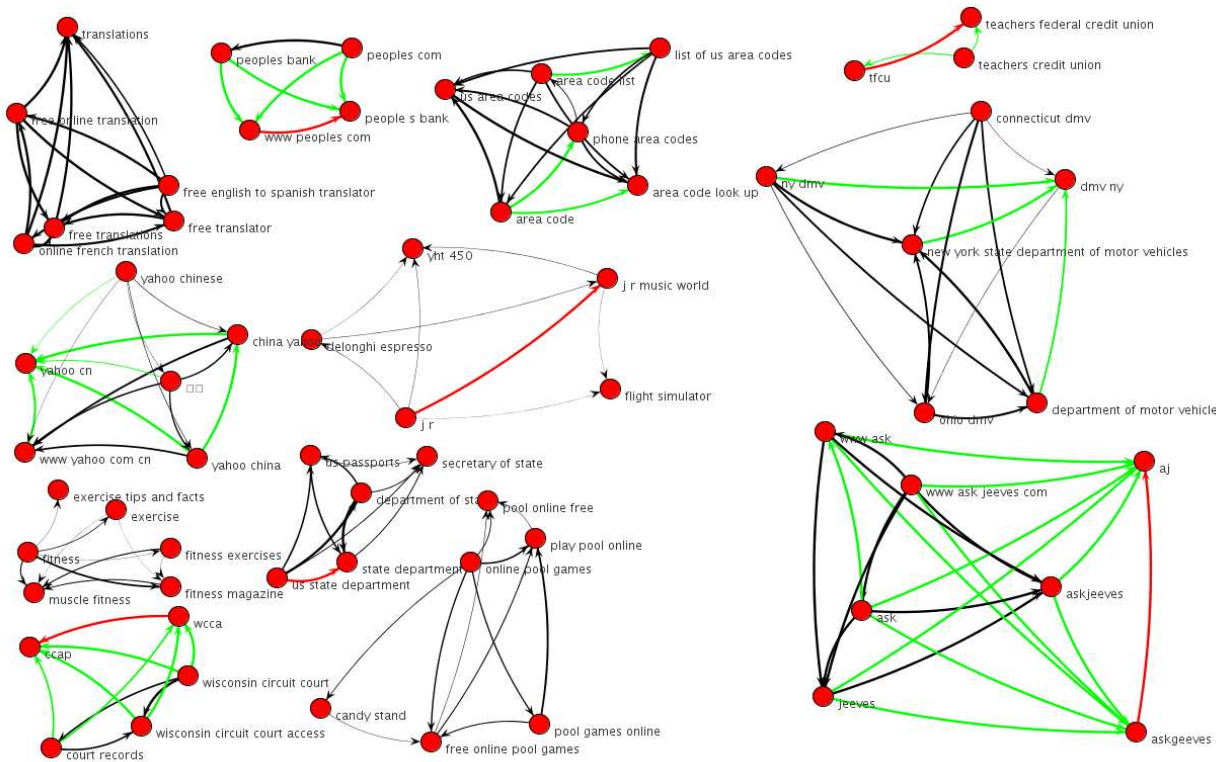 translations
free online translation
free english to spanish translator
free translations
free translator
online french translation
peoples bank
peoples com
people s bank
www peoples com
list of us area codes
area code list
us area codes
phone area codes
area code look up
area code
teachers federal credit union
teachers credit union
tfcu
connecticut dmv
ny dmv
dmv ny
new york state department of motor vehicles
ohio dmv
department of motor vehicle
yahoo chinese
china yahoo
yahoo cn
www yahoo com cn
yahoo china
yht 450
j r music world
delonghi espresso
flight simulator
j r
us passports
secretary of state
department of sta
state department
us state department
exercise tips and facts
exercise
fitness
fitness exercises
muscle fitness
fitness magazine
pool online free
play pool online
online pool games
candy stand
pool games online
free online pool games
wcca
ccap
wisconsin circuit court
wisconsin circuit court access
court records
www ask
aj
www ask jeeves com
askjeeves
ask
jeeves
askgeeves